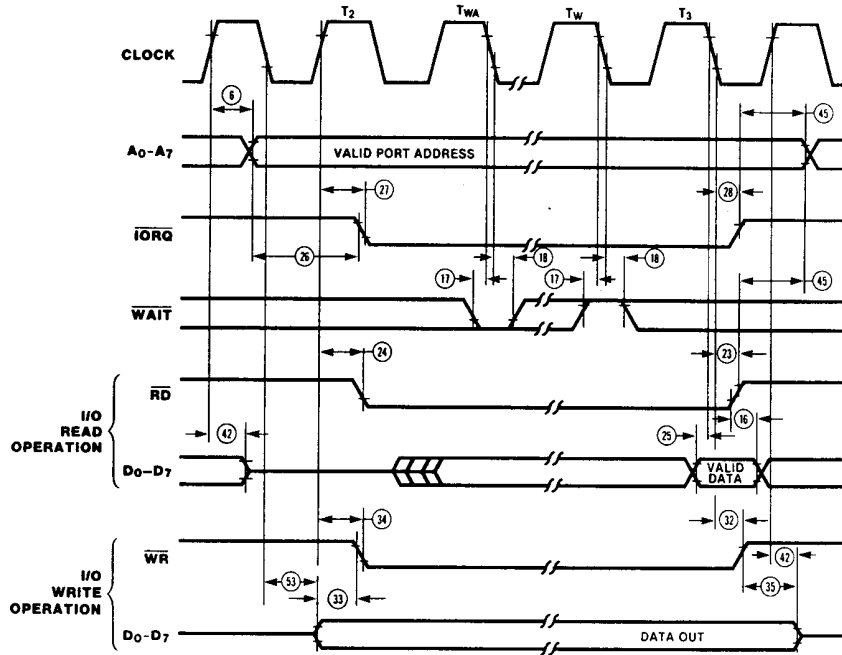 T2 TWA TW T3
CLOCK
6
45
A0-A7
VALID PORT ADDRESS
27
28
IORQ
26
18
18
17
17
45
WAIT
24
23
RD
I/O
READ
OPERATION
16
42
25
D0-D7
VALID
DATA
34
32
WR
42
I/O
WRITE
OPERATION
53
33
35
D0-D7
DATA OUT